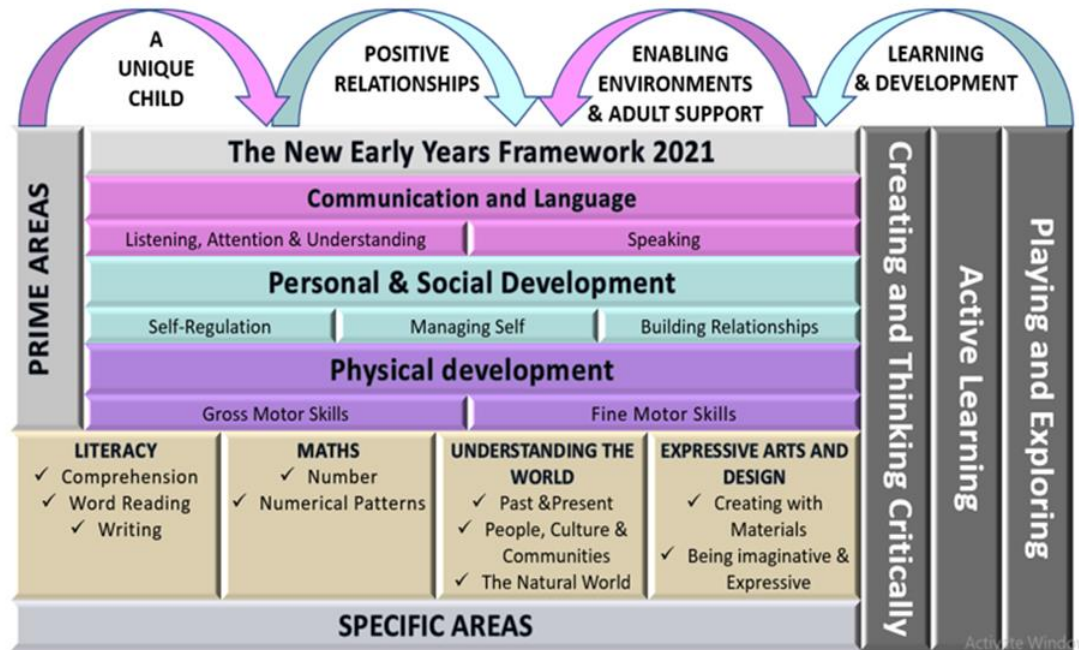 A
UNIQUE
CHILD
POSITIVE
RELATIONSHIPS
ENABLING
ENVIRONMENTS
& ADULT SUPPORT
LEARNING
& DEVELOPMENT
PRIME AREAS
The New Early Years Framework 2021
Communication and Language
Listening, Attention & Understanding
Speaking
Personal & Social Development
Self-Regulation
Managing Self
Building Relationships
Physical development
Gross Motor Skills
Fine Motor Skills
LITERACY
✓ Comprehension
✓ Word Reading
✓ Writing
MATHS
✓ Number
✓ Numerical Patterns
UNDERSTANDING THE
WORLD
✓ Past &Present
✓ People, Culture &
Communities
✓ The Natural World
EXPRESSIVE ARTS AND
DESIGN
✓ Creating with
Materials
✓ Being imaginative &
Expressive
SPECIFIC AREAS
Creating and Thinking Critically
Active Learning
Playing and Exploring